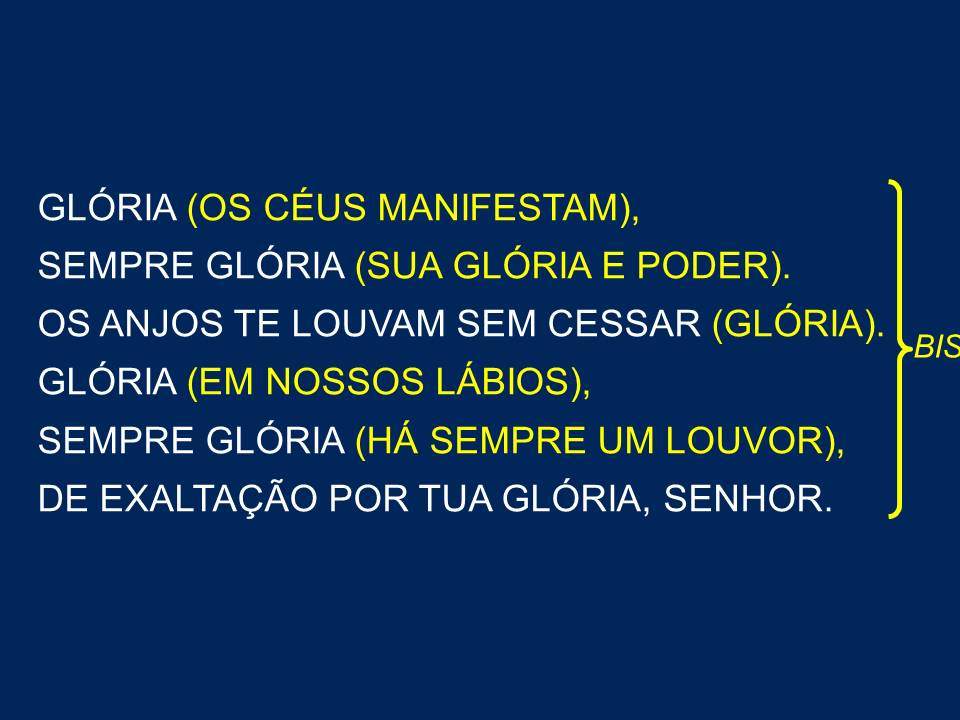 GLÓRIA (OS CÉUS MANIFESTAM),
SEMPRE GLÓRIA (SUA GLÓRIA E PODER).
OS ANJOS TE LOUVAM SEM CESSAR (GLÓRIA).
GLÓRIA (EM NOSSOS LÁBIOS),
SEMPRE GLÓRIA (HÁ SEMPRE UM LOUVOR),
DE EXALTAÇÃO POR TUA GLÓRIA, SENHOR.
BIS